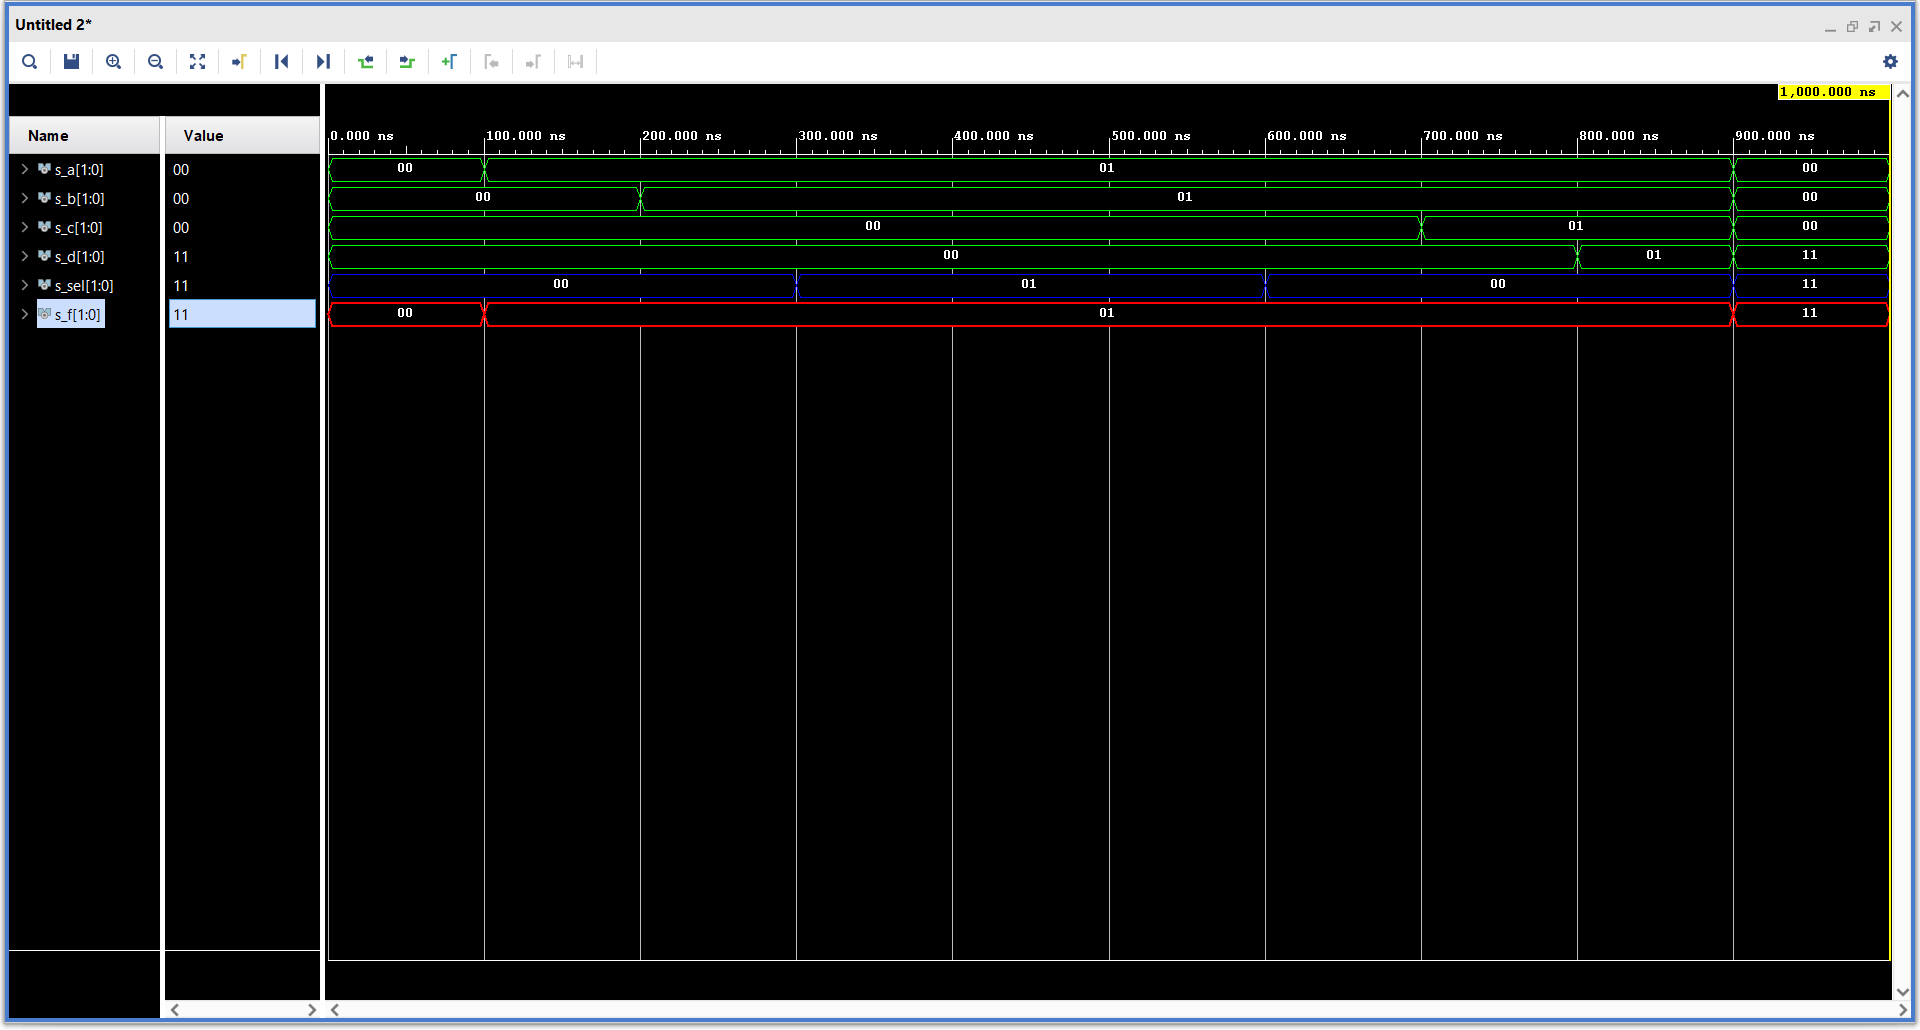 Untitled 2*
1,000.000 ns
Name Value
0.000 ns 100.000 ns 200.000 ns 300.000 ns 400.000 ns 500.000 ns 600.000 ns 700.000 ns 800.000 ns 900.000 ns
s_a[1:0] 00 00 01 00
s_b[1:0] 00 00 01 00
s_c[1:0] 00 00 01 00
s_d[1:0] 11 00 01 11
s_sel[1:0] 11 00 01 00 11
s_f[1:0] 11 00 01 11